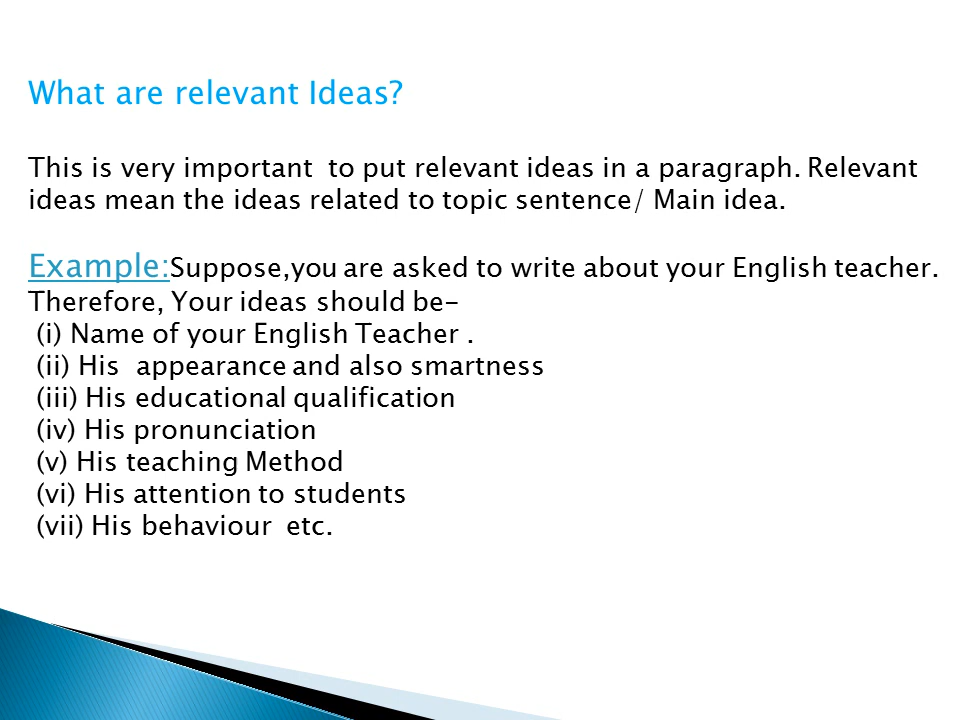 What are relevant Ideas?
This is very important  to put relevant ideas in a paragraph. Relevant
ideas mean the ideas related to topic sentence/ Main idea.
Example:Suppose,you are asked to write about your English teacher.
Therefore, Your ideas should be-
(i) Name of your English Teacher .
(ii) His  appearance and also smartness
(iii) His educational qualification
(iv) His pronunciation
(v) His teaching Method
(vi) His attention to students
(vii) His behaviour  etc.